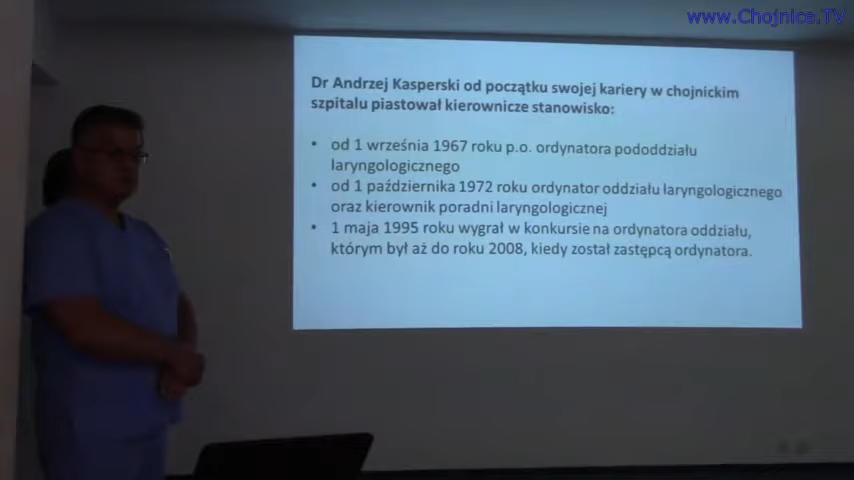 www.Chojnice.TV
Dr Andrzej Kasperski od początku swojej kariery w chojnickim
szpitalu piastował kierownicze stanowisko:
• od 1 września 1967 roku p.o. ordynatora pododdziału
laryngologicznego
• od 1 października 1972 roku ordynator oddziału laryngologicznego
oraz kierownik poradni laryngologicznej
• 1 maja 1995 roku wygrał w konkursie na ordynatora oddziału,
którym był aż do roku 2008, kiedy został zastępcą ordynatora.